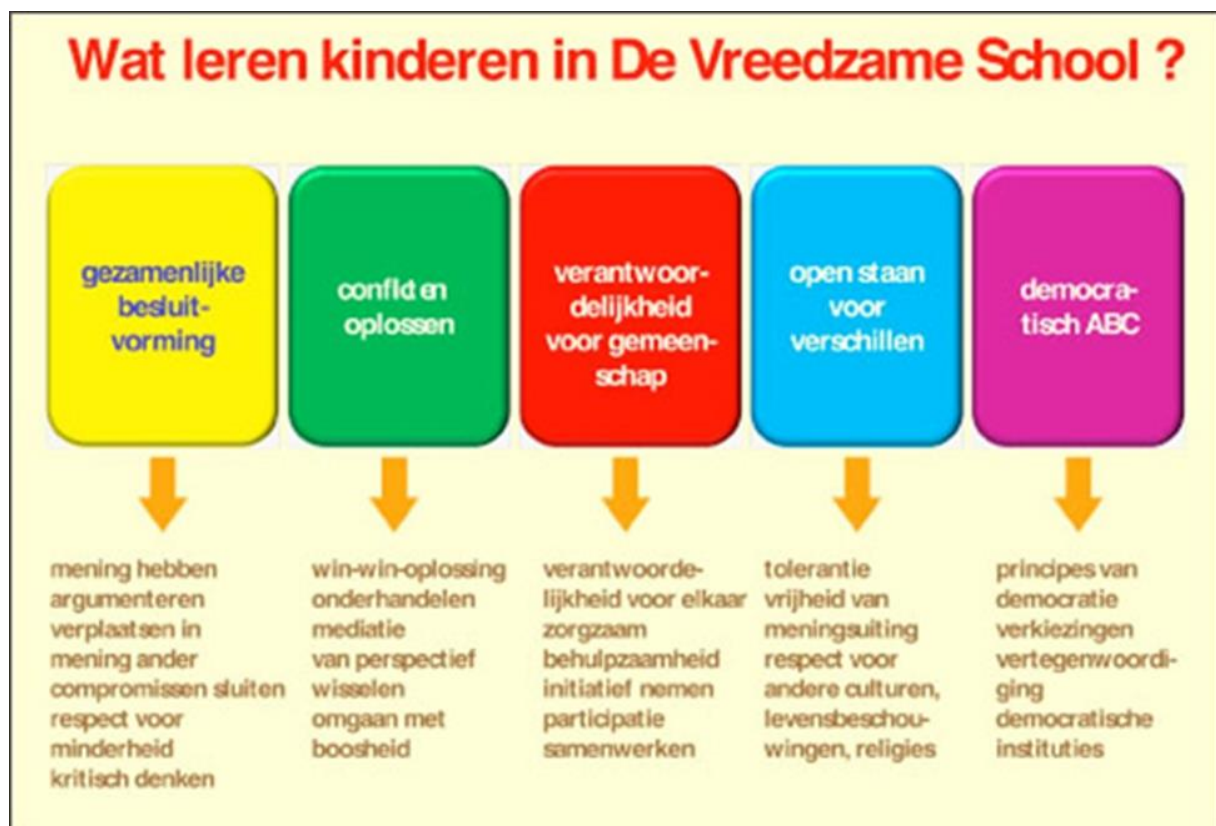 Wat leren kinderen in De Vreedzame School ?
gezamenlijke
besluit-
vorming
conflicten
oplossen
verantwoor-
delijkheid
voor gemeen-
schap
open staan
voor
verschillen
democra-
tisch ABC
mening hebben
argumenteren
verplaatsen in
mening ander
compromissen sluiten
respect voor
minderheid
kritisch denken
win-win-oplossing
onderhandelen
mediatie
van perspectief
wisselen
omgaan met
boosheid
verantwoorde-
lijkheid voor elkaar
zorgzaam
behulpzaamheid
initiatief nemen
participatie
samenwerken
tolerantie
vrijheid van
meningsuiting
respect voor
andere culturen,
levensbeschou-
wingen, religies
principes van
democratie
verkiezingen
vertegenwoordi-
ging
democratische
instituties